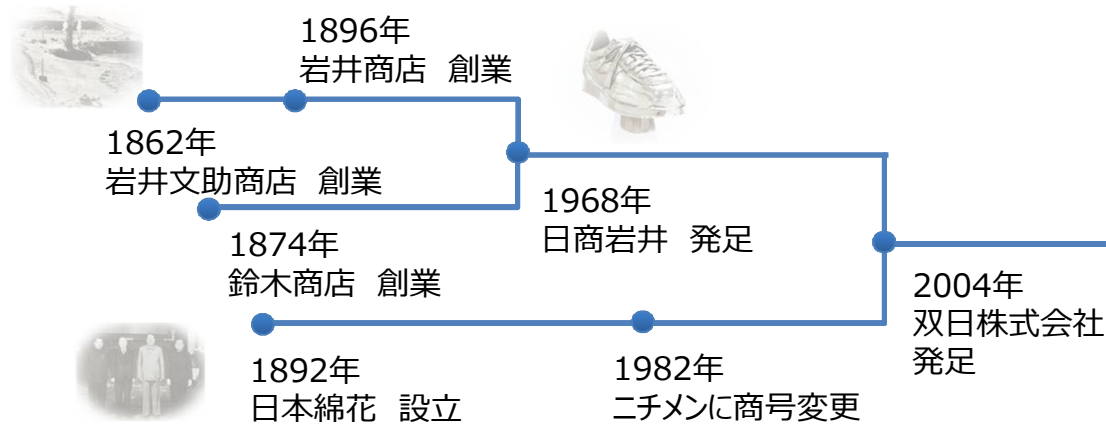 1896年
岩井商店 創業
1862年
岩井文助商店 創業
1968年
日商岩井 発足
1874年
鈴木商店 創業
2004年
双日株式会社
発足
1892年
日本綿花 設立
1982年
ニチメンに商号変更